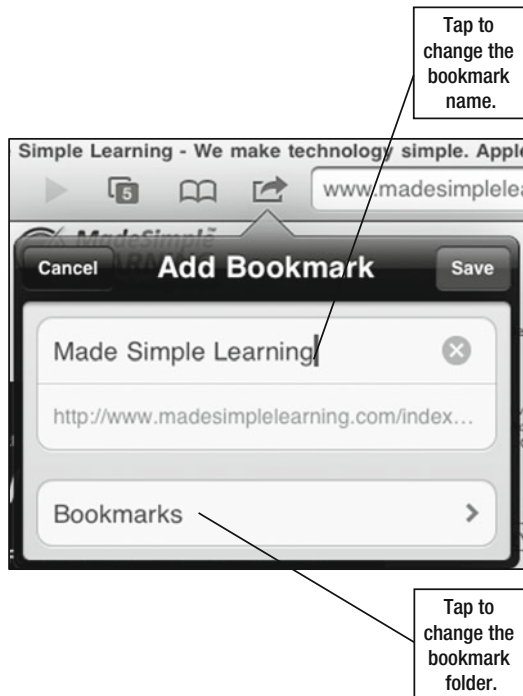 Tap to
change the
bookmark
name.
Simple Learning - We make technology simple. Apple
5
www.madesimplelea
MadeSimple
Cancel
Add Bookmark
Save
Made Simple Learning
http://www.madesimplelearning.com/index...
Bookmarks
Tap to
change the
bookmark
folder.